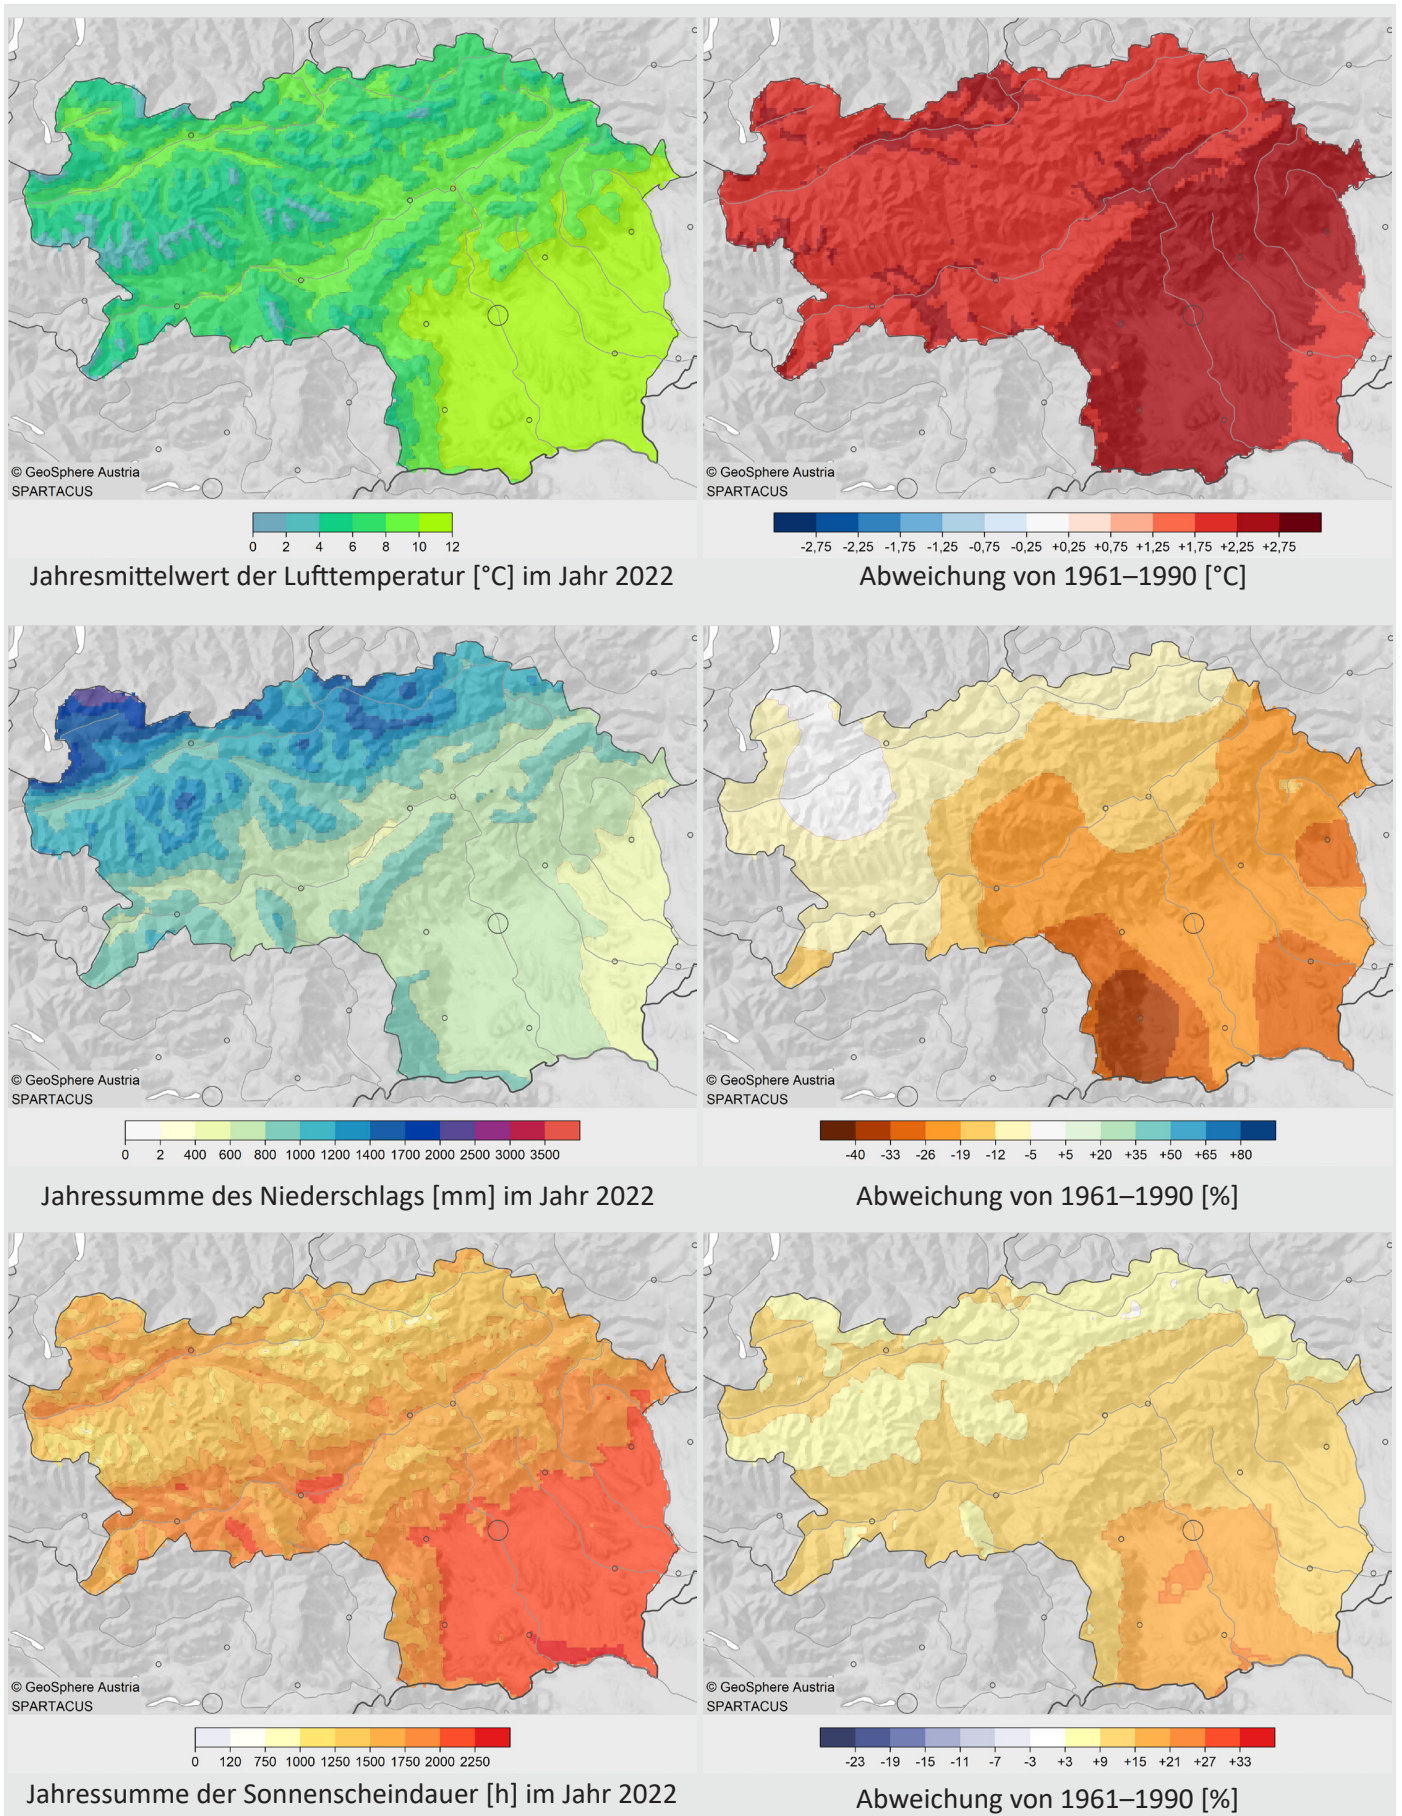 © GeoSphere Austria
SPARTACUS
0 2 4 6 8 10 12
Jahresmittelwert der Lufttemperatur [°C] im Jahr 2022
© GeoSphere Austria
SPARTACUS
-2,75 -2,25 -1,75 -1,25 -0,75 -0,25 +0,25 +0,75 +1,25 +1,75 +2,25 +2,75
Abweichung von 1961–1990 [°C]
© GeoSphere Austria
SPARTACUS
0 2 400 600 800 1000 1200 1400 1700 2000 2500 3000 3500
Jahressumme des Niederschlags [mm] im Jahr 2022
© GeoSphere Austria
SPARTACUS
-40 -33 -26 -19 -12 -5 +5 +20 +35 +50 +65 +80
Abweichung von 1961–1990 [%]
© GeoSphere Austria
SPARTACUS
0 120 750 1000 1250 1500 1750 2000 2250
Jahressumme der Sonnenscheindauer [h] im Jahr 2022
© GeoSphere Austria
SPARTACUS
-23 -19 -15 -11 -7 -3 +3 +9 +15 +21 +27 +33
Abweichung von 1961–1990 [%]